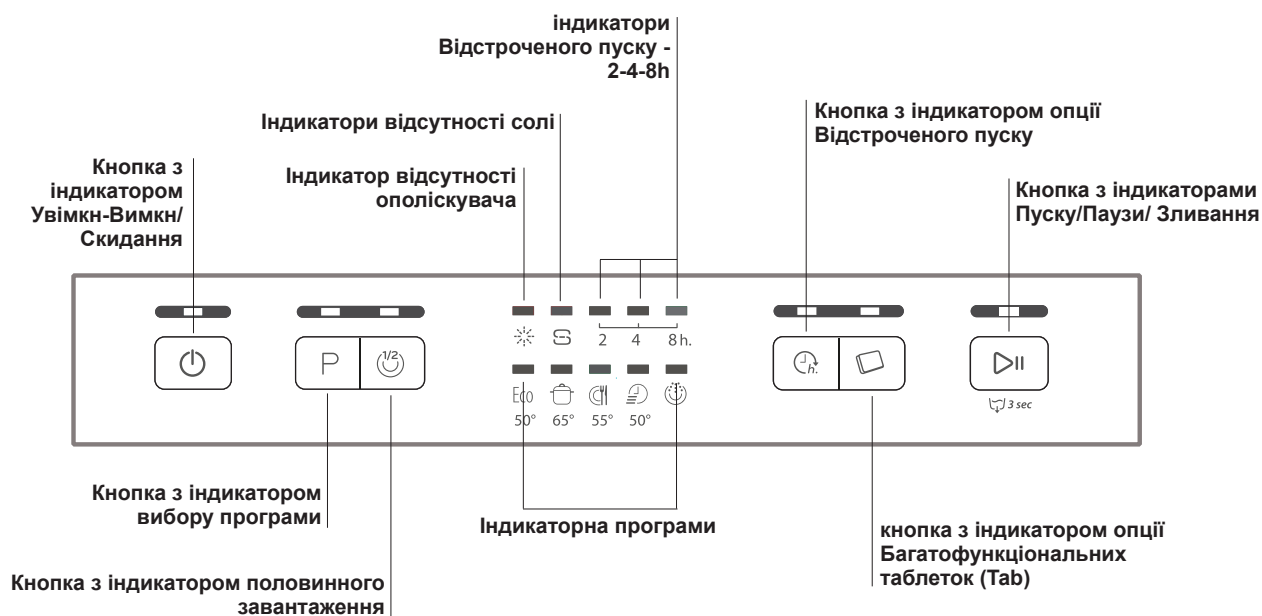 індикатори
Відстроченого пуску -
2-4-8h
Кнопка з індикатором опції
Відстроченого пуску
Індикатори відсутності солі
Кнопка з
індикатором
Увімкн-Вимкн/
Скидання
Індикатор відсутності
ополіскувача
Кнопка з індикаторами
Пуску/Паузи/ Зливання
2 4 8 h.
P 1/2
h.
Eco
50° 65° 55° 50°
3 sec
Кнопка з індикатором
вибору програми
Індикаторна програми
кнопка з індикатором опції
Багатофункціональних
таблеток (Tab)
Кнопка з індикатором половинного
завантаження